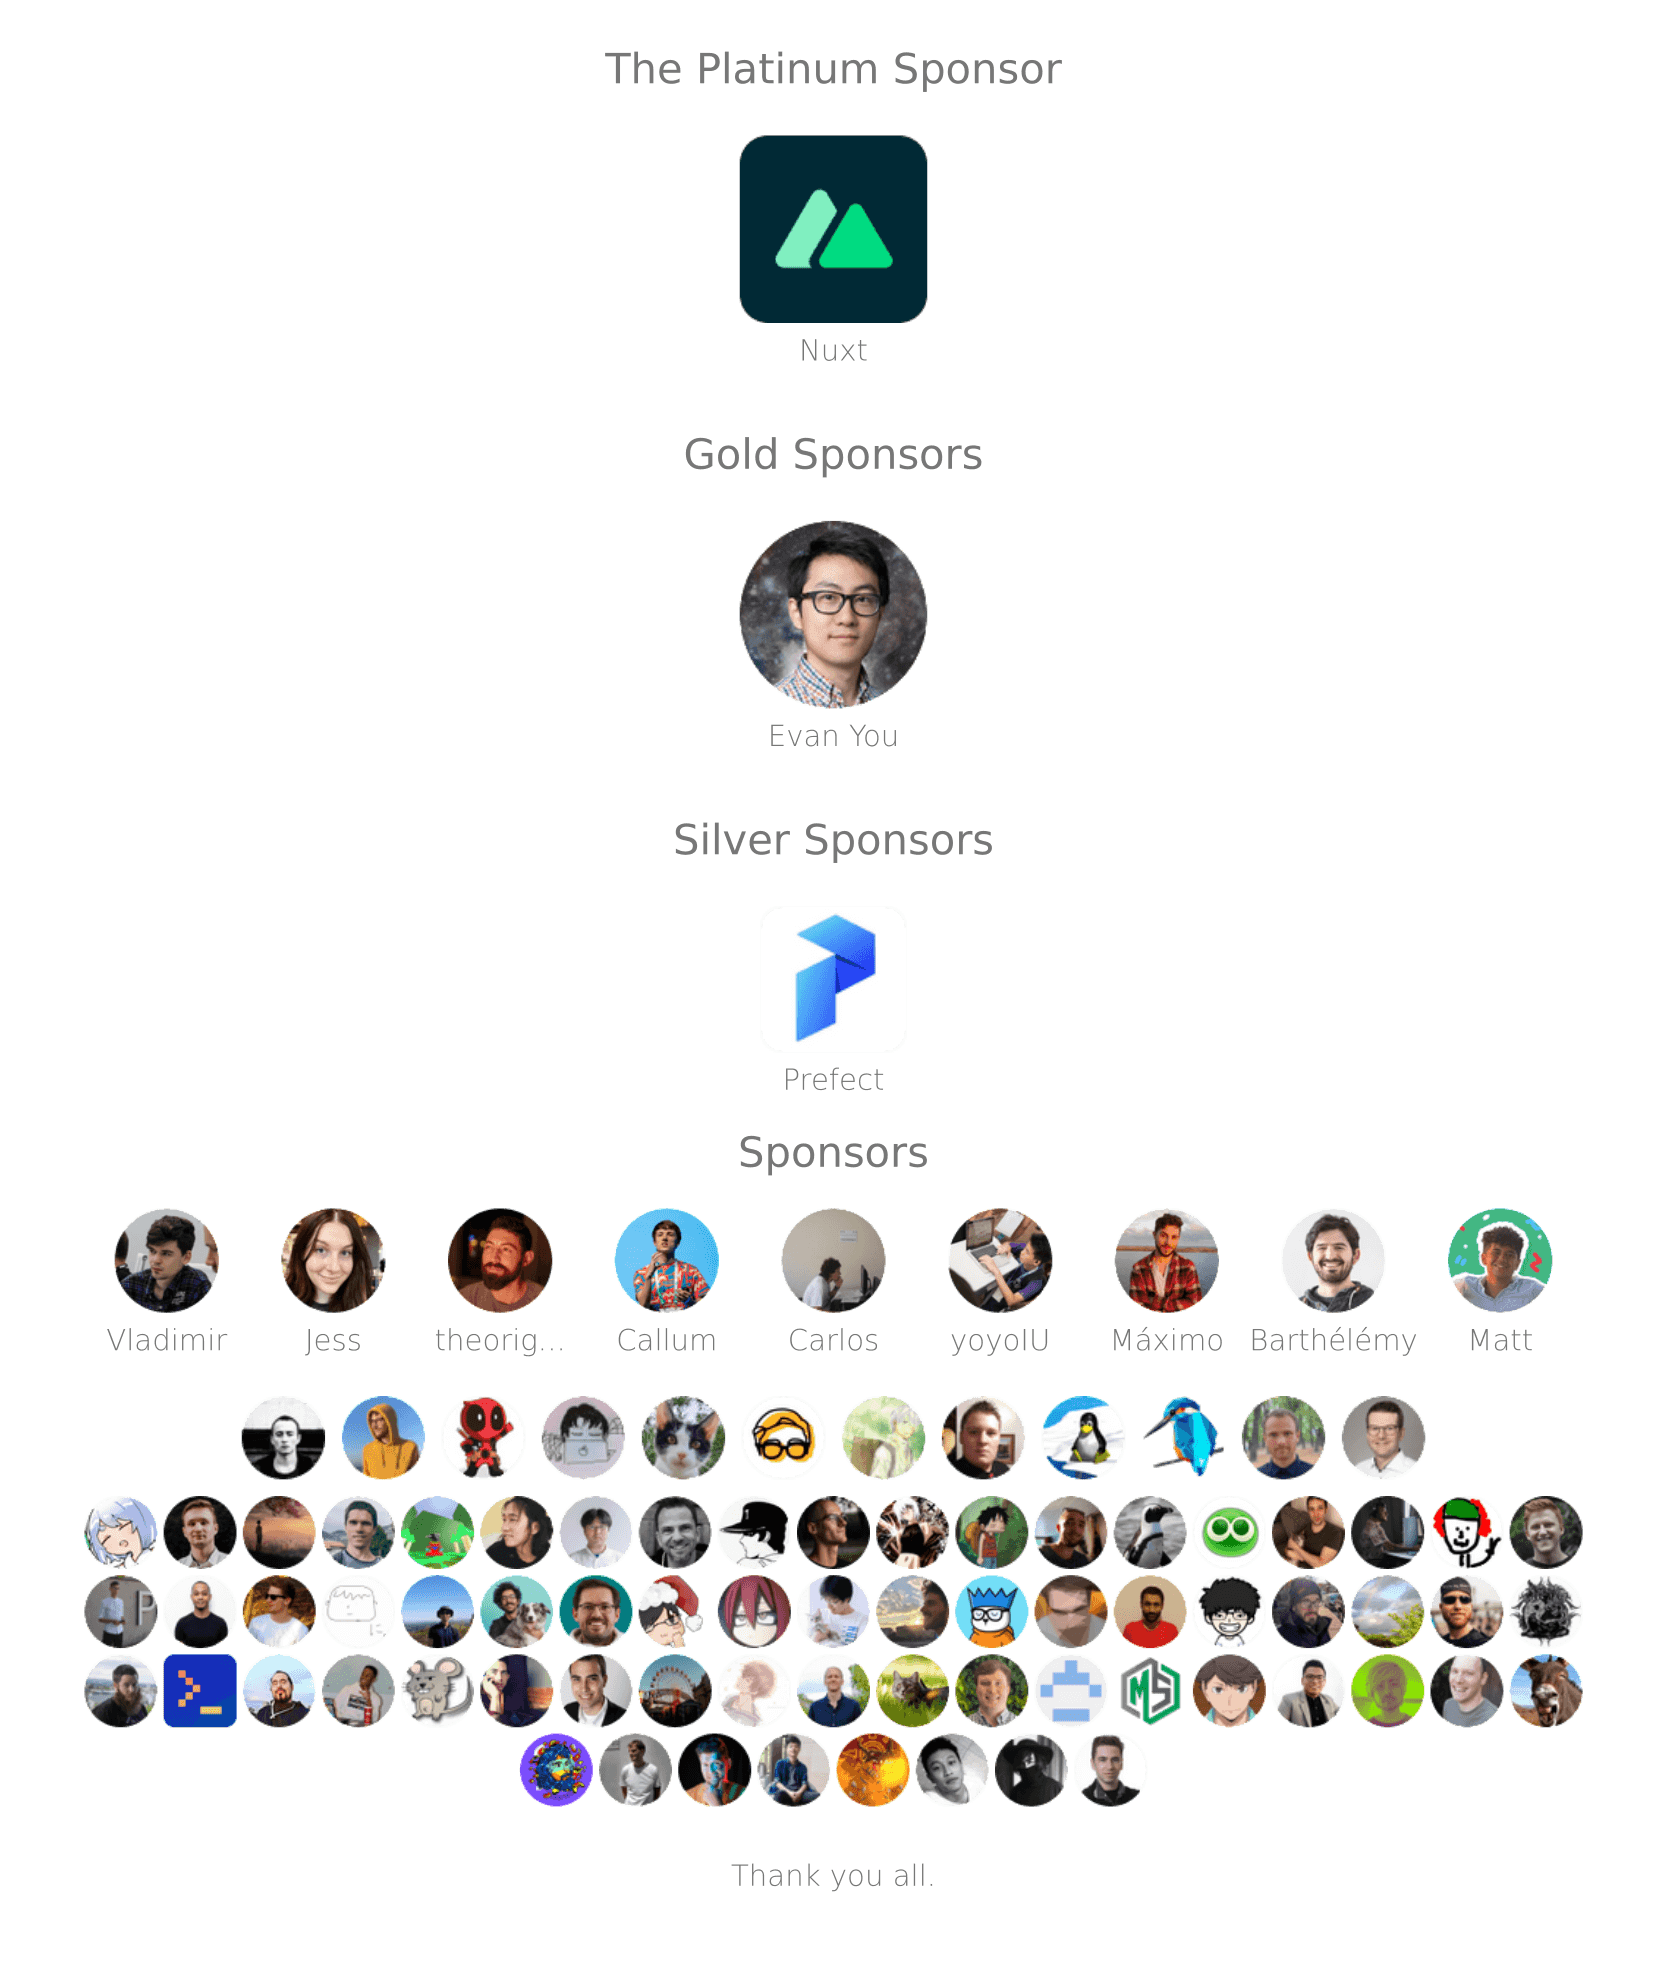 The Platinum Sponsor
Nuxt
Gold Sponsors
Evan You
Silver Sponsors
Prefect
Sponsors
Vladimir Jess theorig... Callum Carlos yoyoIU Máximo Barthélémy Matt
Thank you all.